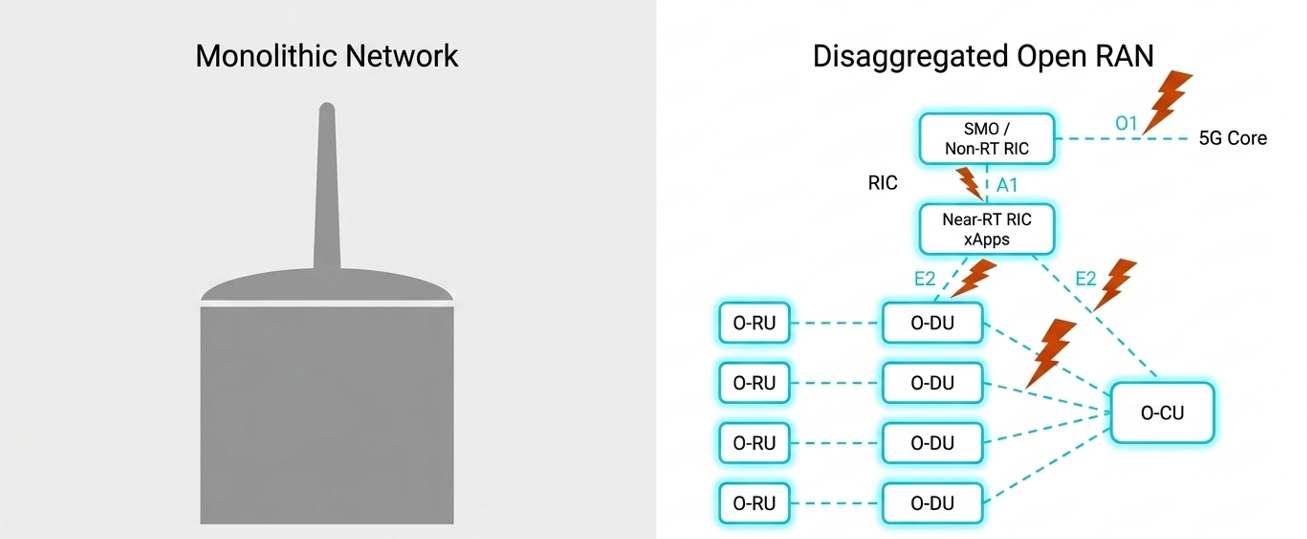 Monolithic Network
Disaggregated Open RAN
SMO /
Non-RT RIC
O1
5G Core
RIC
A1
Near-RT RIC
xApps
E2
E2
O-RU
O-DU
O-RU
O-DU
O-CU
O-RU
O-DU
O-RU
O-DU